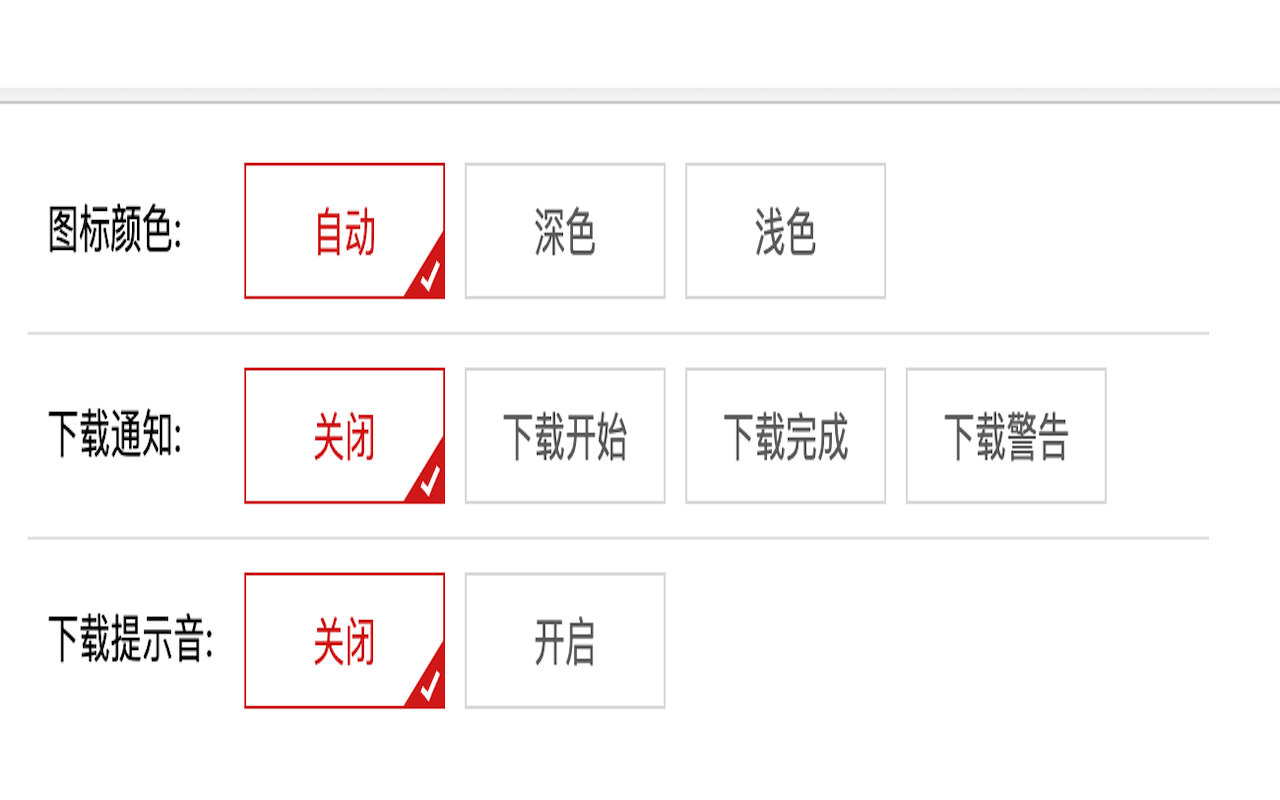 图标颜色: 自动 深色 浅色
下载通知: 关闭 下载开始 下载完成 下载警告
下载提示音: 关闭 开启